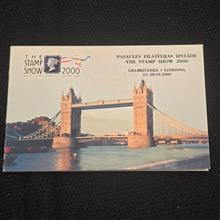 THE
STAMP
SHOW
2000
PASAULES FILATĒLIJAS IZSTĀDE
"THE STAMP SHOW 2000"
LIELBRITĀNIJA • LONDONA
22.-28.05.2000